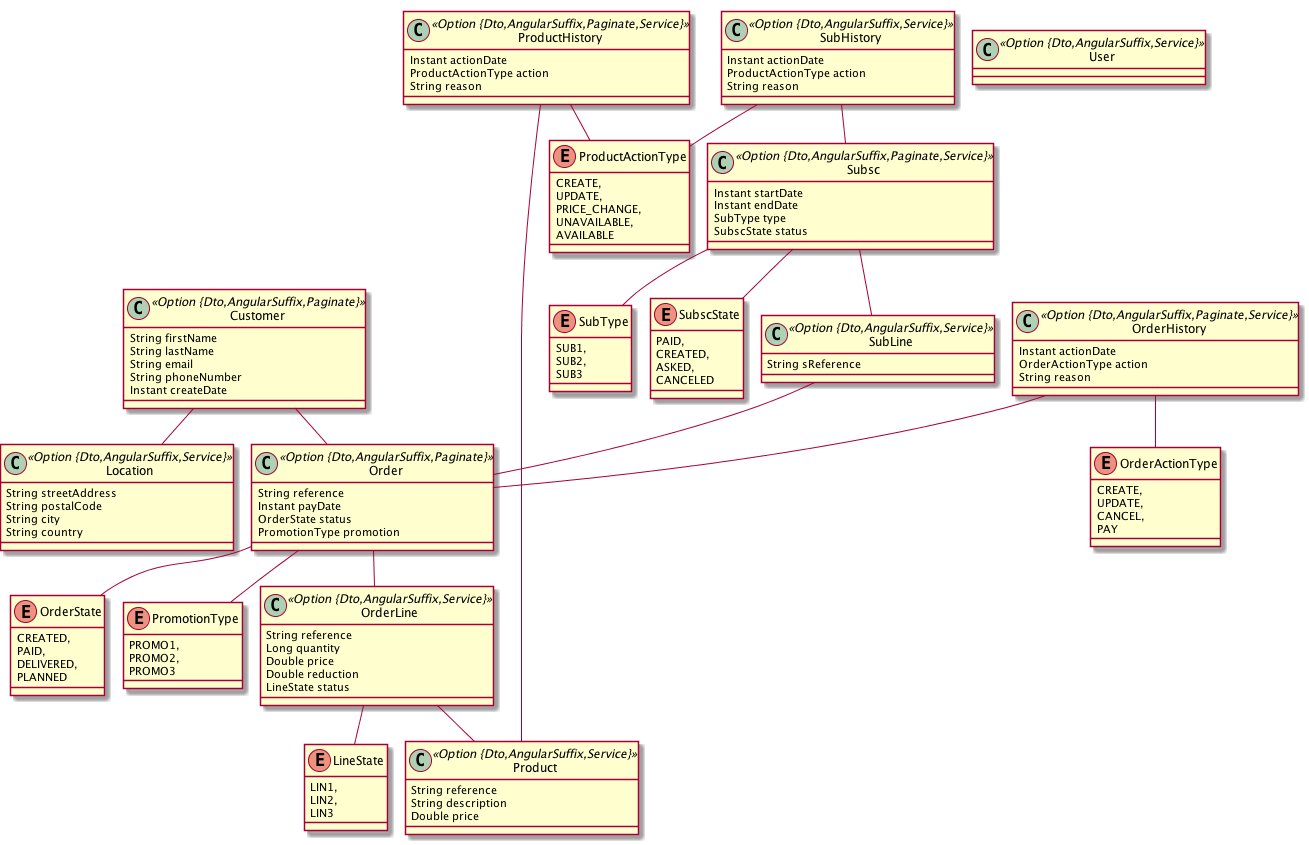 C «Option {Dto,AngularSuffix,Paginate,Service}»
ProductHistory
Instant actionDate
ProductActionType action
String reason
C «Option {Dto,AngularSuffix,Service}»
SubHistory
Instant actionDate
ProductActionType action
String reason
C «Option {Dto,AngularSuffix,Service}»
User
E ProductActionType
CREATE,
UPDATE,
PRICE_CHANGE,
UNAVAILABLE,
AVAILABLE
C «Option {Dto,AngularSuffix,Paginate,Service}»
Subsc
Instant startDate
Instant endDate
SubType type
SubscState status
C «Option {Dto,AngularSuffix,Paginate}»
Customer
String firstName
String lastName
String email
String phoneNumber
Instant createDate
E SubType
SUB1,
SUB2,
SUB3
E SubscState
PAID,
CREATED,
ASKED,
CANCELED
C «Option {Dto,AngularSuffix,Service}»
SubLine
String sReference
C «Option {Dto,AngularSuffix,Paginate,Service}»
OrderHistory
Instant actionDate
OrderActionType action
String reason
C «Option {Dto,AngularSuffix,Service}»
Location
String streetAddress
String postalCode
String city
String country
C «Option {Dto,AngularSuffix,Paginate}»
Order
String reference
Instant payDate
OrderState status
PromotionType promotion
E OrderActionType
CREATE,
UPDATE,
CANCEL,
PAY
E OrderState
CREATED,
PAID,
DELIVERED,
PLANNED
E PromotionType
PROMO1,
PROMO2,
PROMO3
C «Option {Dto,AngularSuffix,Service}»
OrderLine
String reference
Long quantity
Double price
Double reduction
LineState status
E LineState
LIN1,
LIN2,
LIN3
C «Option {Dto,AngularSuffix,Service}»
Product
String reference
String description
Double price